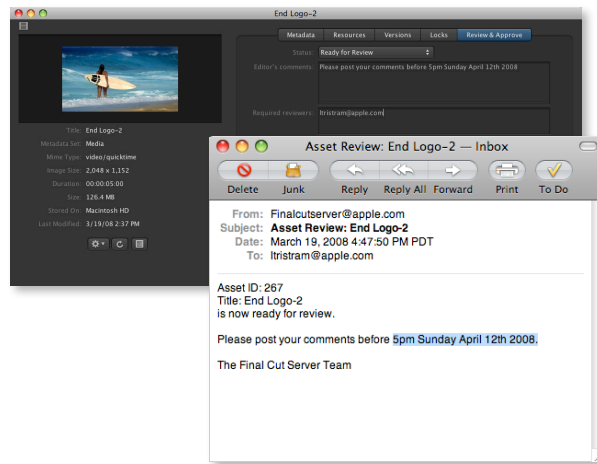 End Logo-2
Metadata Resources Versions Locks Review & Approve
Status: Ready for Review
Editor's comments: Please post your comments before 5pm Sunday April 12th 2008
Required reviewers: ltristram@apple.com
Title: End Logo-2
Metadata Set: Media
Mime Type: video/quicktime
Image Size: 2,048 x 1,152
Duration: 00:00:05:00
Size: 126.4 MB
Stored On: Macintosh HD
Last Modified: 3/19/08 2:37 PM
Asset Review: End Logo-2 — Inbox
Delete Junk Reply Reply All Forward Print To Do
From: Finalcutserver@apple.com
Subject: Asset Review: End Logo-2
Date: March 19, 2008 4:47:50 PM PDT
To: ltristram@apple.com
Asset ID: 267
Title: End Logo-2
is now ready for review.
Please post your comments before 5pm Sunday April 12th 2008.
The Final Cut Server Team